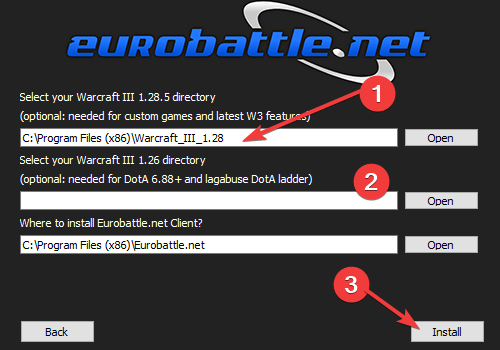 eurobattle.net
Select your Warcraft III 1.28.5 directory
(optional: needed for custom games and latest W3 features)
1
C:\Program Files (x86)\Warcraft_III_1.28
Open
Select your Warcraft III 1.26 directory
(optional: needed for DotA 6.88+ and lagabuse DotA ladder)
2
Open
Where to install Eurobattle.net Client?
C:\Program Files (x86)\Eurobattle.net
Open
3
Back
Install